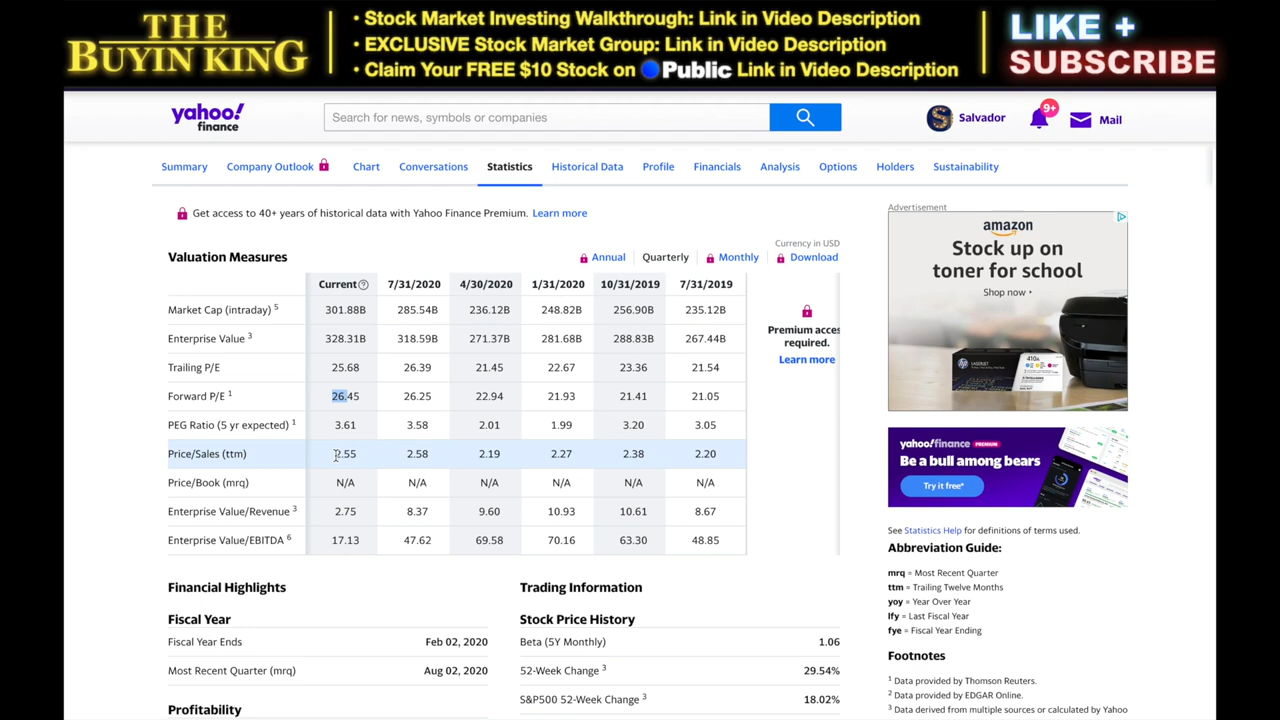 THE
BUYIN KING
• Stock Market Investing Walkthrough: Link in Video Description
• EXCLUSIVE Stock Market Group: Link in Video Description
• Claim Your FREE $10 Stock on Public Link in Video Description
LIKE +
SUBSCRIBE
yahoo!
finance
Search for news, symbols or companies
Salvador
9+
Mail
Summary Company Outlook Chart Conversations Statistics Historical Data Profile Financials Analysis Options Holders Sustainability
Get access to 40+ years of historical data with Yahoo Finance Premium. Learn more
Currency in USD
Valuation Measures Annual Quarterly Monthly Download
Current 7/31/2020 4/30/2020 1/31/2020 10/31/2019 7/31/2019
Market Cap (intraday) 5 301.88B 285.54B 236.12B 248.82B 256.90B 235.12B
Enterprise Value 3 328.31B 318.59B 271.37B 281.68B 288.83B 267.44B
Trailing P/E 25.68 26.39 21.45 22.67 23.36 21.54
Forward P/E 1 26.45 26.25 22.94 21.93 21.41 21.05
PEG Ratio (5 yr expected) 1 3.61 3.58 2.01 1.99 3.20 3.05
Price/Sales (ttm) 2.55 2.58 2.19 2.27 2.38 2.20
Price/Book (mrq) N/A N/A N/A N/A N/A N/A
Enterprise Value/Revenue 3 2.75 8.37 9.60 10.93 10.61 8.67
Enterprise Value/EBITDA 6 17.13 47.62 69.58 70.16 63.30 48.85
Premium acces
required.
Learn more
Financial Highlights
Fiscal Year
Fiscal Year Ends Feb 02, 2020
Most Recent Quarter (mrq) Aug 02, 2020
Profitability
Trading Information
Stock Price History
Beta (5Y Monthly) 1.06
52-Week Change 3 29.54%
S&P500 52-Week Change 3 18.02%
Advertisement
amazon
Stock up on
toner for school
Shop now
410A
yahoo!finance PREMIUM
Be a bull among bears
Try it free*
See Statistics Help for definitions of terms used.
Abbreviation Guide:
mrq = Most Recent Quarter
ttm = Trailing Twelve Months
yoy = Year Over Year
lfy = Last Fiscal Year
fye = Fiscal Year Ending
Footnotes
1 Data provided by Thomson Reuters.
2 Data provided by EDGAR Online.
3 Data derived from multiple sources or calculated by Yahoo